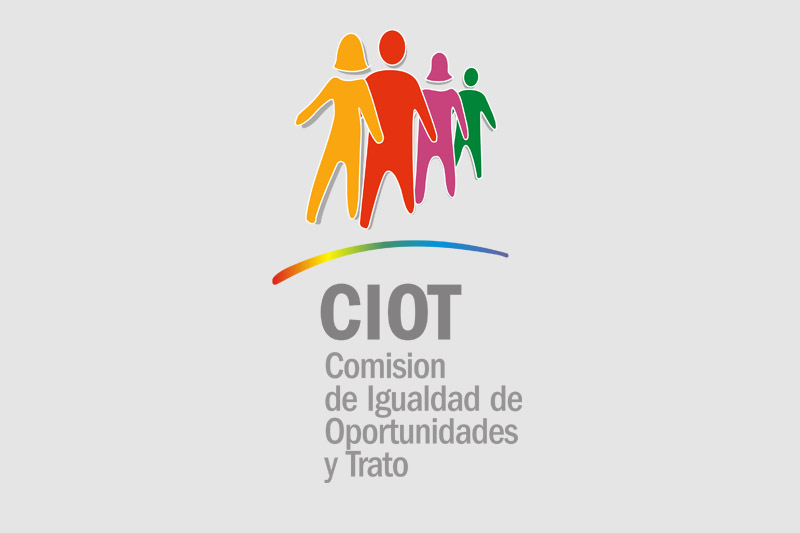 CIOT
Comision
de Igualdad de
Oportunidades
y Trato